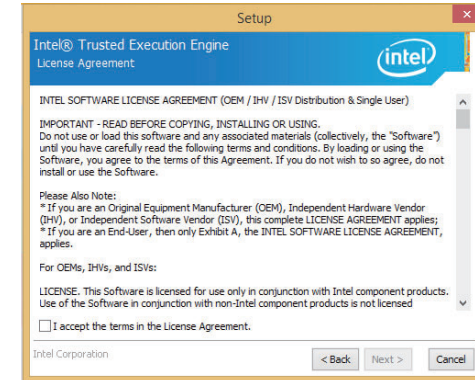 Setup
Intel® Trusted Execution Engine
License Agreement
intel
INTEL SOFTWARE LICENSE AGREEMENT (OEM / IHV / ISV Distribution & Single User)
IMPORTANT - READ BEFORE COPYING, INSTALLING OR USING.
Do not use or load this software and any associated materials (collectively, the "Software")
until you have carefully read the following terms and conditions. By loading or using the
Software, you agree to the terms of this Agreement. If you do not wish to so agree, do not
install or use the Software.
Please Also Note:
* If you are an Original Equipment Manufacturer (OEM), Independent Hardware Vendor
(IHV), or Independent Software Vendor (ISV), this complete LICENSE AGREEMENT applies;
* If you are an End-User, then only Exhibit A, the INTEL SOFTWARE LICENSE AGREEMENT,
applies.
For OEMs, IHVs, and ISVs:
LICENSE. This Software is licensed for use only in conjunction with Intel component products.
Use of the Software in conjunction with non-Intel component products is not licensed
I accept the terms in the License Agreement.
Intel Corporation
< Back Next > Cancel